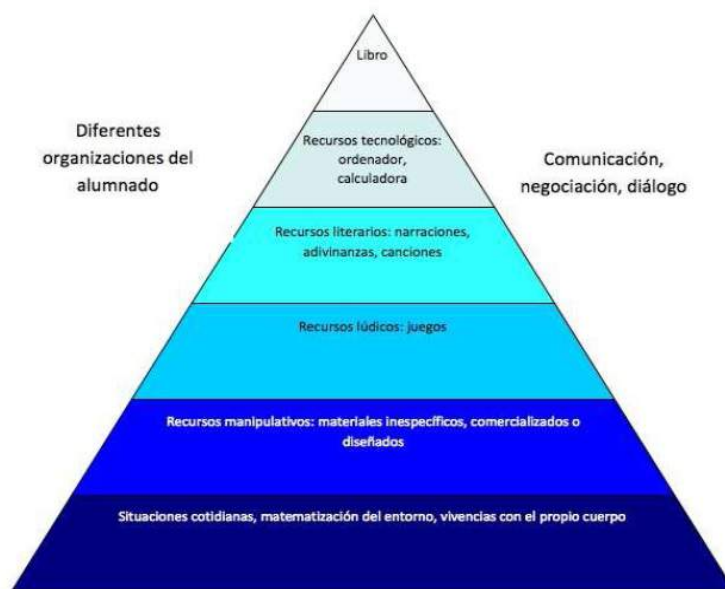 Libro
Diferentes
organizaciones del
alumnado
Recursos tecnológicos:
ordenador,
calculadora
Comunicación,
negociación, diálogo
Recursos literarios: narraciones,
adivinanzas, canciones
Recursos lúdicos: juegos
Recursos manipulativos: materiales inespecíficos, comercializados o
diseñados
Situaciones cotidianas, matematización del entorno, vivencias con el propio cuerpo